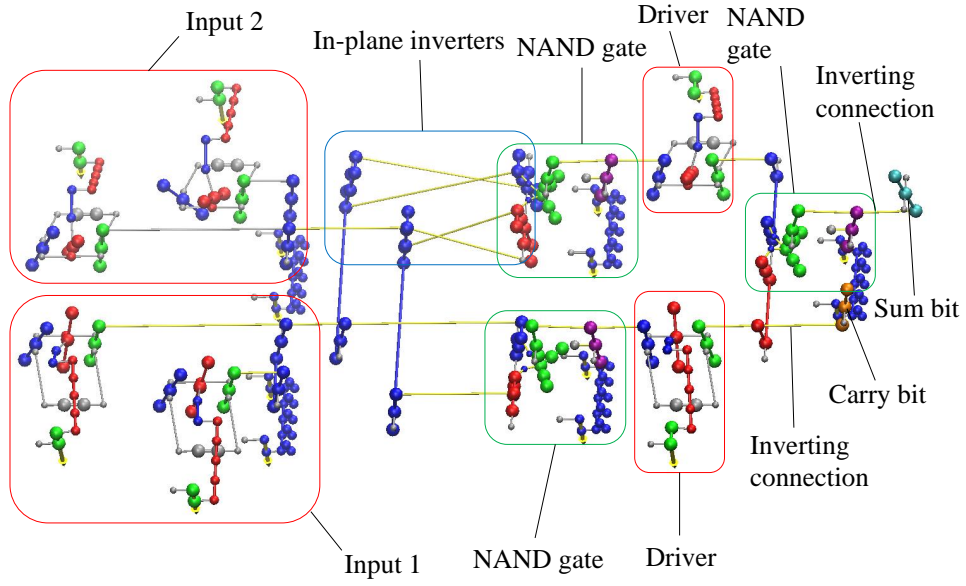 Input 2
In-plane inverters
NAND gate
Driver
NAND
gate
Inverting
connection
Sum bit
Carry bit
Inverting
connection
Input 1
NAND gate
Driver